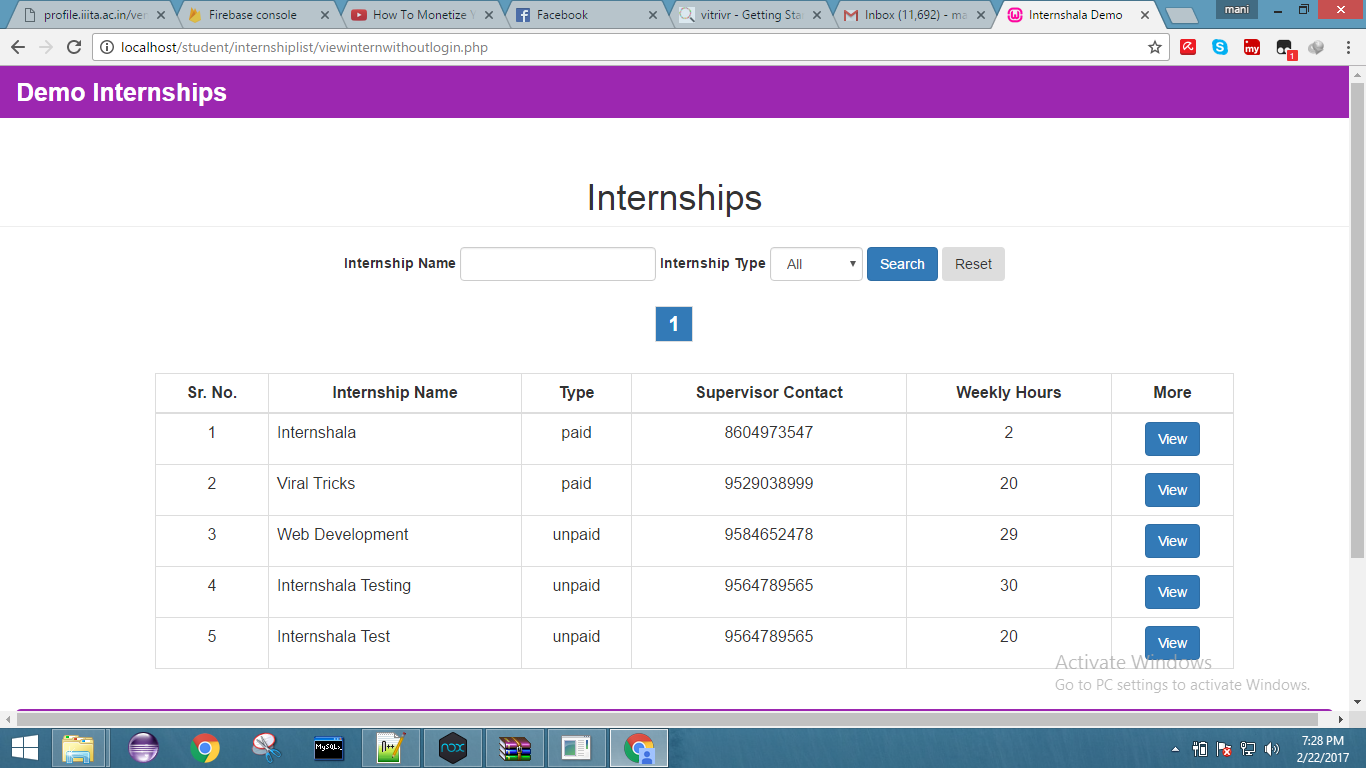 profile.iiita.ac.in/ver
Firebase console
How To Monetize Y
Facebook
vitrivr - Getting Sta
Inbox (11,692) - ma
Internshala Demo
mani
localhost/student/internshiplist/viewinternwithoutlogin.php
my
1
Demo Internships
Internships
Internship Name Internship Type All Search Reset
1
Sr. No. Internship Name Type Supervisor Contact Weekly Hours More
1 Internshala paid 8604973547 2 View
2 Viral Tricks paid 9529038999 20 View
3 Web Development unpaid 9584652478 29 View
4 Internshala Testing unpaid 9564789565 30 View
5 Internshala Test unpaid 9564789565 20 View
Activate Windows
Go to PC settings to activate Windows.
MySQL
nox
7:28 PM
2/22/2017